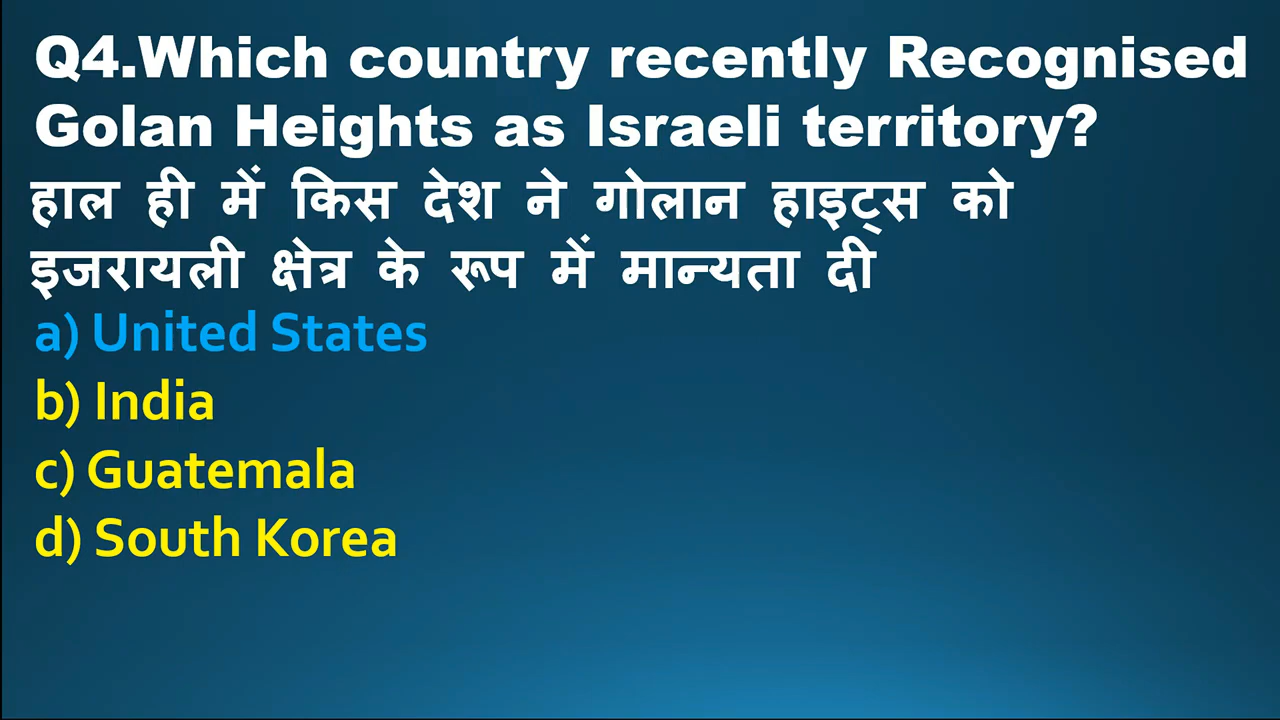 Q4.Which country recently Recognised
Golan Heights as Israeli territory?
हाल ही में किस देश ने गोलान हाइट्स को
इजरायली क्षेत्र के रूप में मान्यता दी
a) United States
b) India
c) Guatemala
d) South Korea